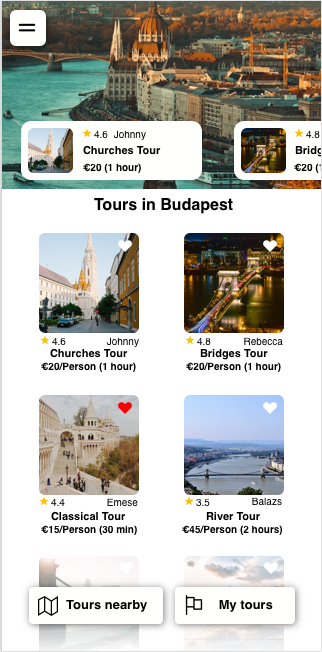 4.6 Johnny
Churches Tour
€20 (1 hour)
4.8
Bridg
€20 (1
Tours in Budapest
4.6 Johnny
Churches Tour
€20/Person (1 hour)
4.8 Rebecca
Bridges Tour
€20/Person (1 hour)
4.4 Emese
Classical Tour
€15/Person (30 min)
3.5 Balazs
River Tour
€45/Person (2 hours)
Tours nearby
My tours